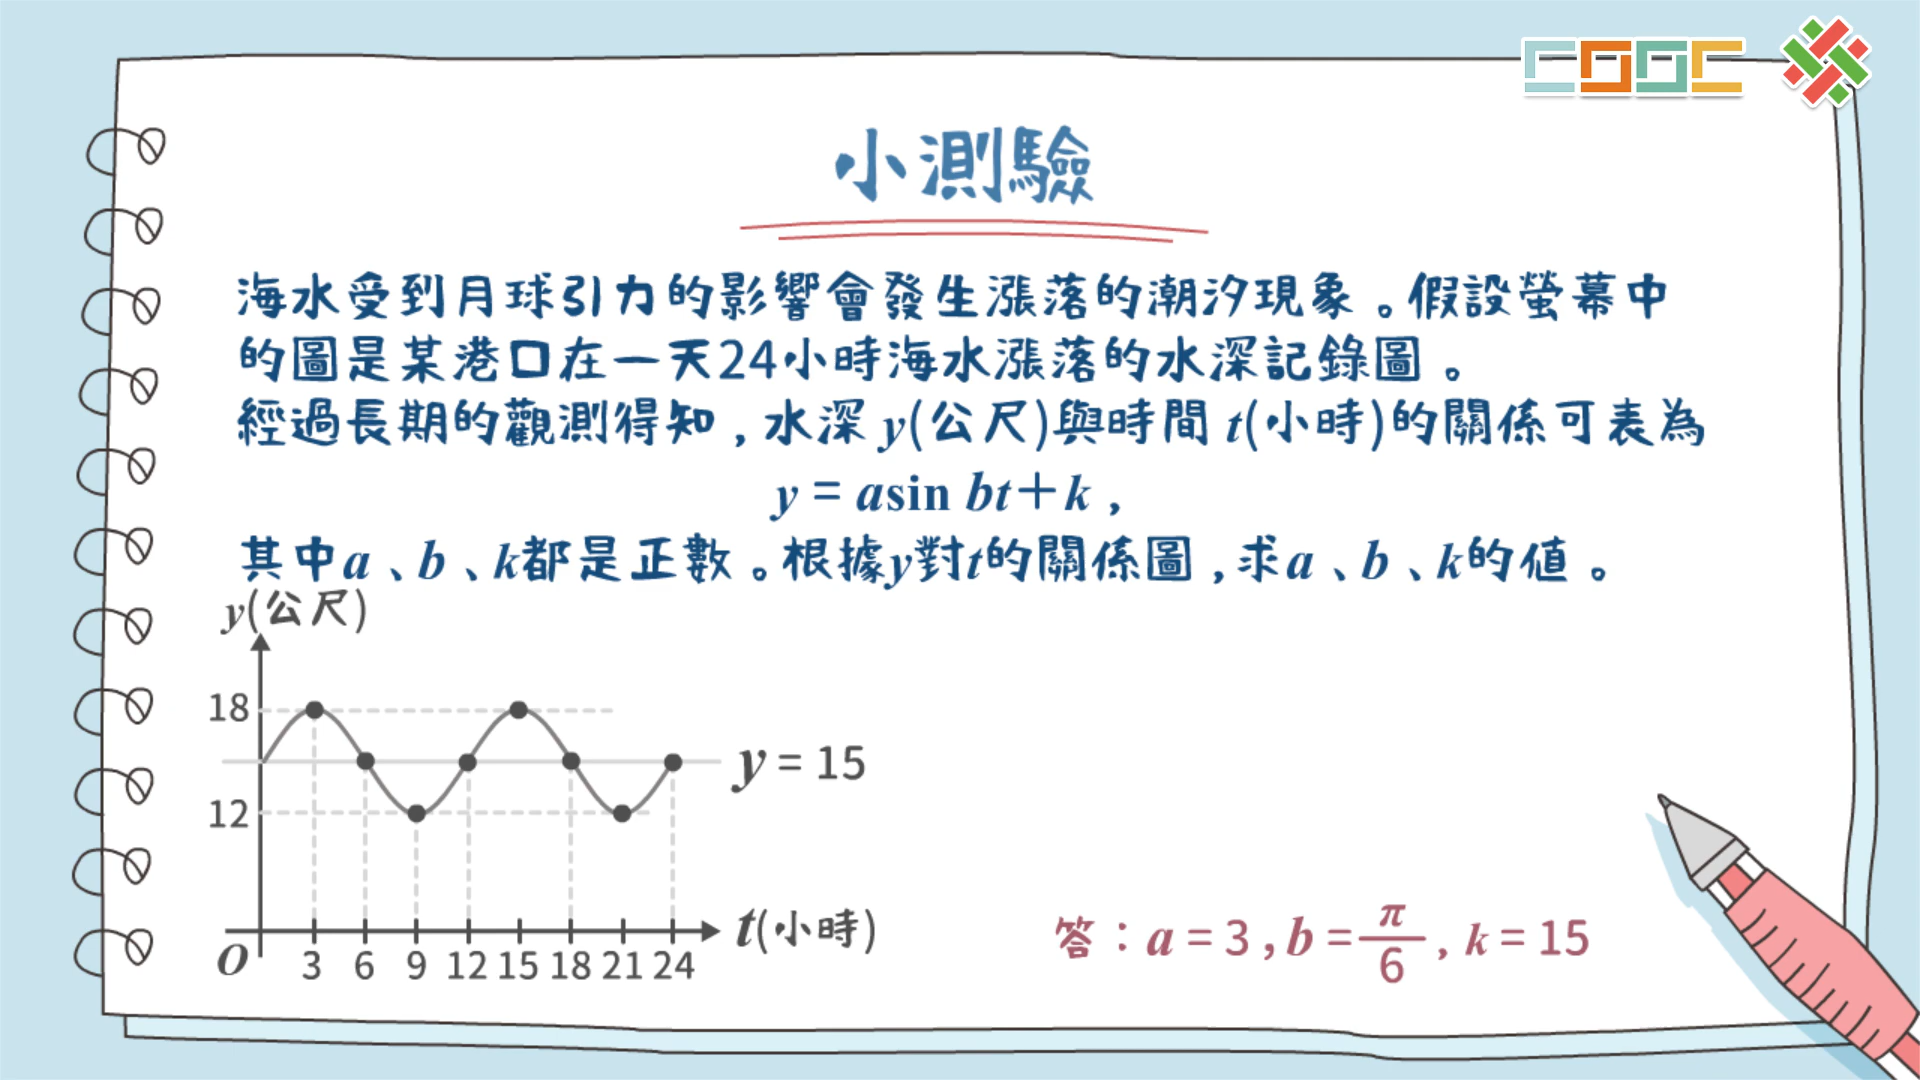 COOC
小測驗
海水受到月球引力的影響會發生漲落的潮汐現象。假設螢幕中
的圖是某港口在一天24小時海水漲落的水深記錄圖。
經過長期的觀測得知,水深 y(公尺)與時間 t(小時)的關係可表為
y = asin bt+k ,
其中a、b、k都是正數。根據y對t的關係圖,求a、b、k的值。
y(公尺)
18
y = 15
12
O 3 6 9 12 15 18 21 24 t(小時)
答:a = 3 , b = π/6 , k = 15